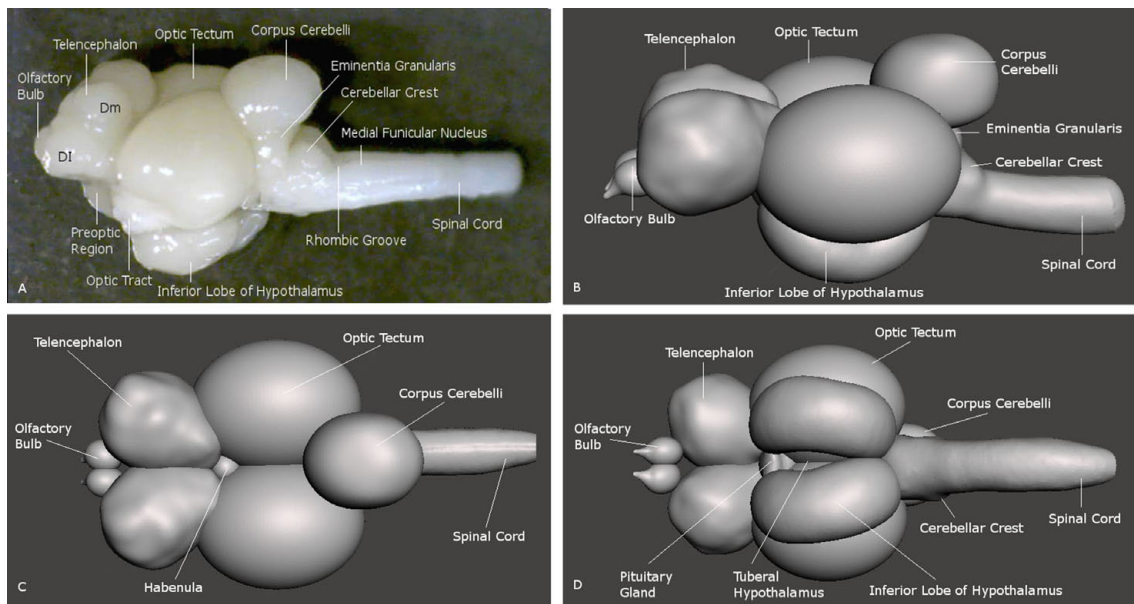 Telencephalon
Optic Tectum
Corpus Cerebelli
Olfactory
Bulb
Eminentia Granularis
Cerebellar Crest
Dm
Medial Funicular Nucleus
Dl
Preoptic
Region
Spinal Cord
Rhombic Groove
Optic Tract
Inferior Lobe of Hypothalamus
A
Telencephalon
Optic Tectum
Corpus
Cerebelli
Eminentia Granularis
Cerebellar Crest
Olfactory Bulb
Spinal Cord
Inferior Lobe of Hypothalamus
B
Telencephalon
Optic Tectum
Corpus Cerebelli
Olfactory
Bulb
Spinal Cord
Habenula
C
Optic Tectum
Telencephalon
Corpus Cerebelli
Olfactory
Bulb
Spinal Cord
Cerebellar Crest
Pituitary
Gland
Tuberal
Hypothalamus
Inferior Lobe of Hypothalamus
D